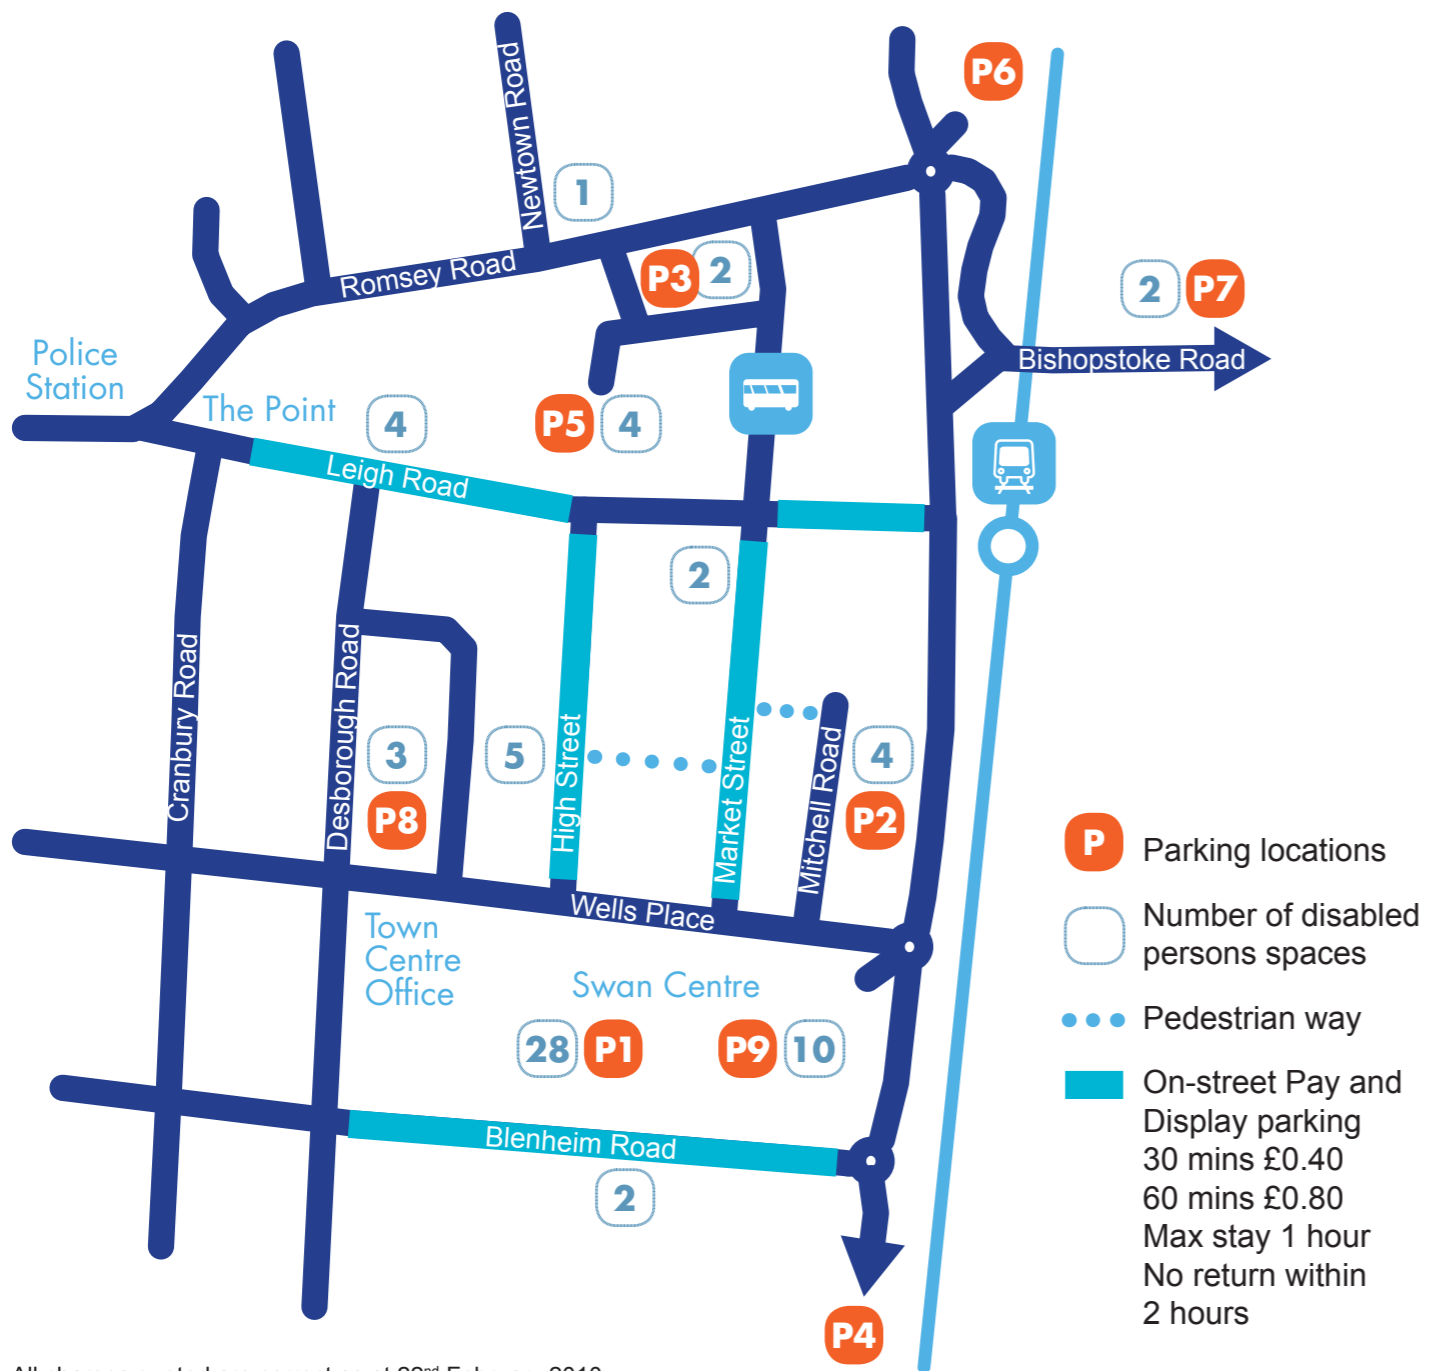 P6
Newtown Road
1
Romsey Road
P3
2
2
P7
Bishopstoke Road
Police
Station
The Point
4
P5
4
Leigh Road
2
Cranbury Road
Desborough Road
3
P8
5
High Street
Market Street
Mitchell Road
4
P2
Wells Place
Town
Centre
Office
Swan Centre
28
P1
P9
10
Blenheim Road
2
P4
P
Parking locations
Number of disabled
persons spaces
Pedestrian way
On-street Pay and
Display parking
30 mins £0.40
60 mins £0.80
Max stay 1 hour
No return within
2 hours